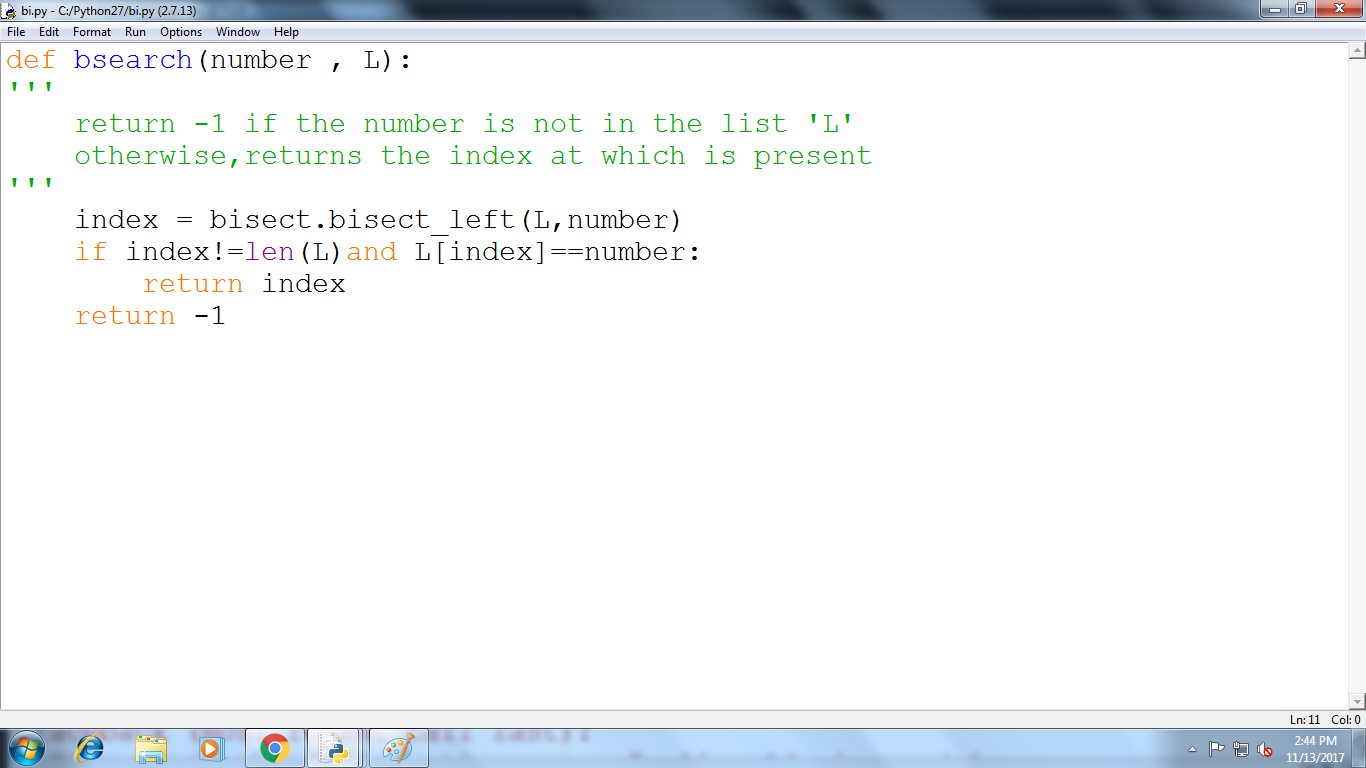 bi.py - C:/Python27/bi.py (2.7.13)
File Edit Format Run Options Window Help
def bsearch(number , L):
'''
    return -1 if the number is not in the list 'L'
    otherwise,returns the index at which is present
'''
    index = bisect.bisect_left(L,number)
    if index!=len(L)and L[index]==number:
        return index
    return -1
Ln: 11 Col: 0
2:44 PM
11/13/2017